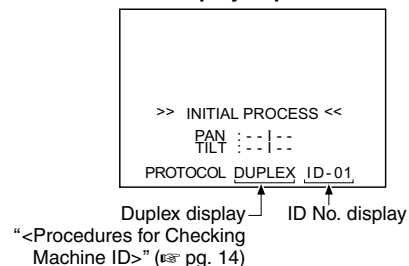 >> INITIAL PROCESS <<
PAN : - - I - -
TILT : - - I - -
PROTOCOL DUPLEX ID-01
Duplex display ID No. display
“<Procedures for Checking
Machine ID>” (☞ pg. 14)